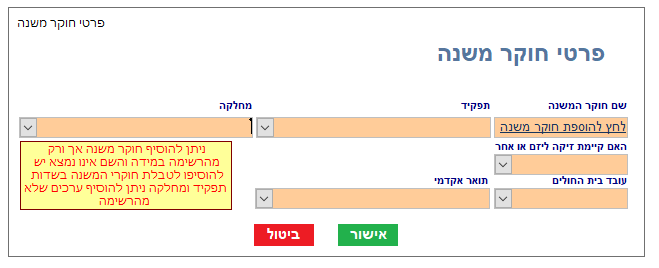 פרטי חוקר משנה
פרטי חוקר משנה
שם חוקר המשנה
תפקיד
מחלקה
לחץ להוספת חוקר משנה
האם קיימת זיקה ליזם או אחר
ניתן להוסיף חוקר משנה אך ורק
מהרשימה במידה והשם אינו נמצא יש
להוסיפו לטבלת חוקרי המשנה בשדות
תפקיד ומחלקה ניתן להוסיף ערכים שלא
מהרשימה
עובד בית החולים
תואר אקדמי
אישור
ביטול